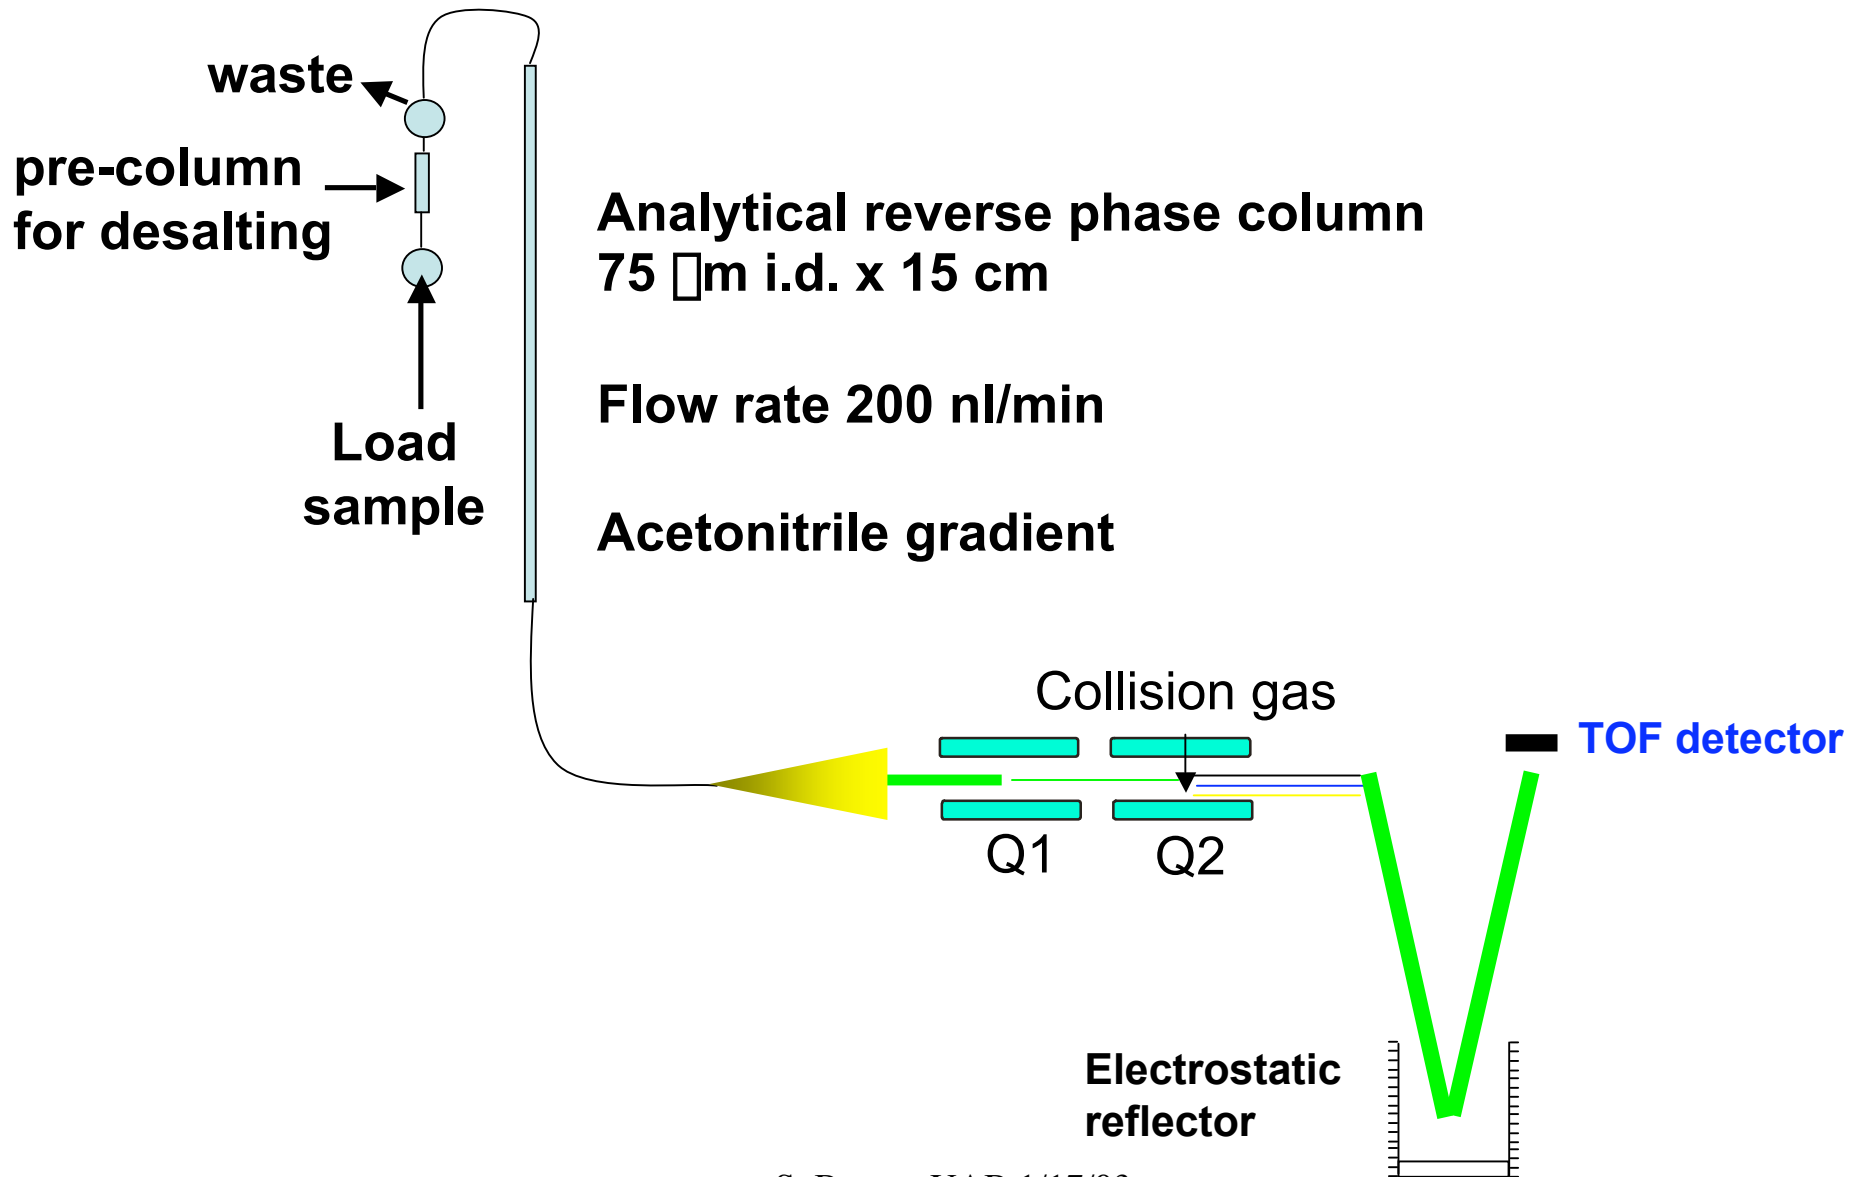 waste
pre-column
for desalting
Load
sample
Analytical reverse phase column
75 □m i.d. x 15 cm
Flow rate 200 nl/min
Acetonitrile gradient
Collision gas
TOF detector
Q1
Q2
Electrostatic
reflector